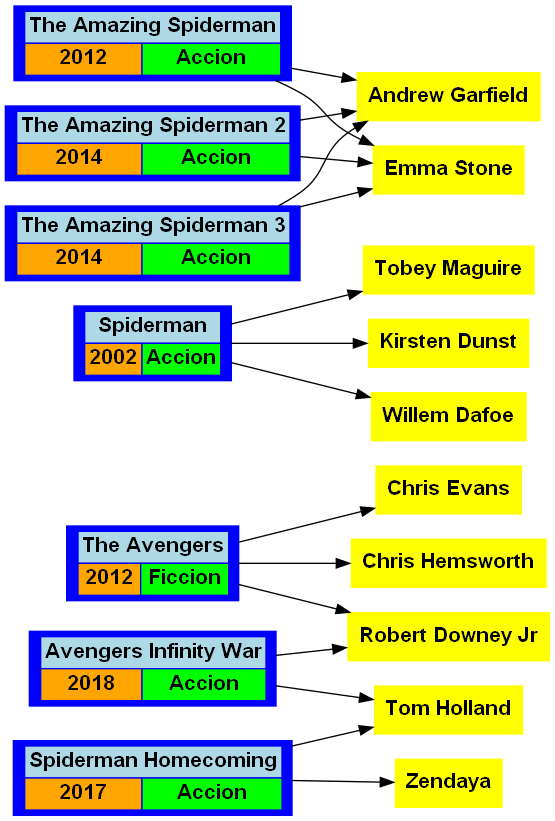 The Amazing Spiderman
2012 Accion
Andrew Garfield
The Amazing Spiderman 2
2014 Accion
Emma Stone
The Amazing Spiderman 3
2014 Accion
Tobey Maguire
Spiderman
2002 Accion
Kirsten Dunst
Willem Dafoe
Chris Evans
The Avengers
2012 Ficcion
Chris Hemsworth
Robert Downey Jr
Avengers Infinity War
2018 Accion
Tom Holland
Spiderman Homecoming
2017 Accion
Zendaya